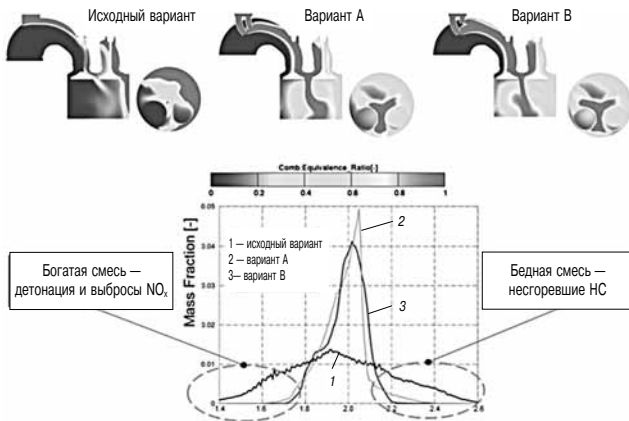 Исходный вариант
Вариант А
Вариант В
Comb:Equivalence_Ratio[-]
0 0.2 0.4 0.6 0.8 1
0.05
0.04
0.03
0.02
0.01
0
Mass Fraction [-]
1 — исходный вариант
2 — вариант А
3— вариант В
2
3
1
Богатая смесь —
детонация и выбросы NOx
Бедная смесь —
несгоревшие НС
1.4 1.6 1.8 2.0 2.2 2.4 2.6